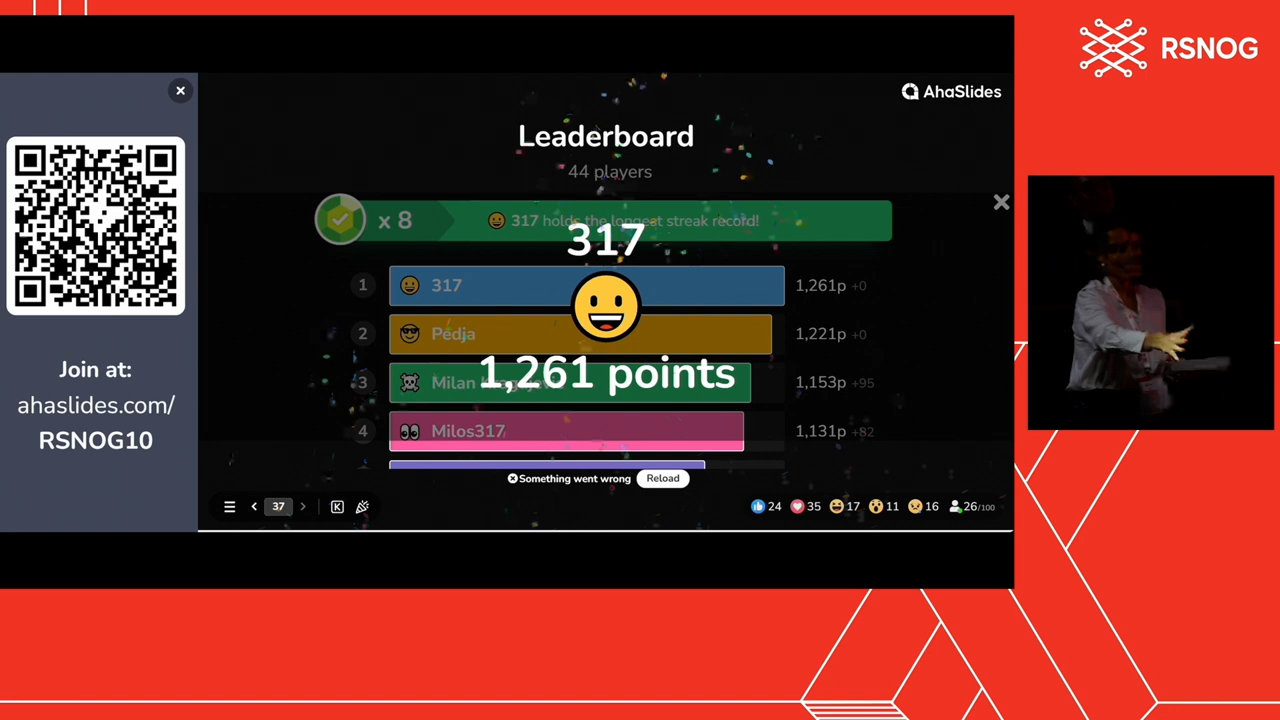 RSNOG
AhaSlides
Leaderboard
44 players
x 8
317 holds the longest streak record!
317
1 317 1,261p +0
2 Pedja 1,221p +0
1,261 points
3 Milan 1,153p +95
4 Milos317 1,131p +82
Something went wrong Reload
Join at:
ahaslides.com/
RSNOG10
37
K
24 35 17 11 16 26/100